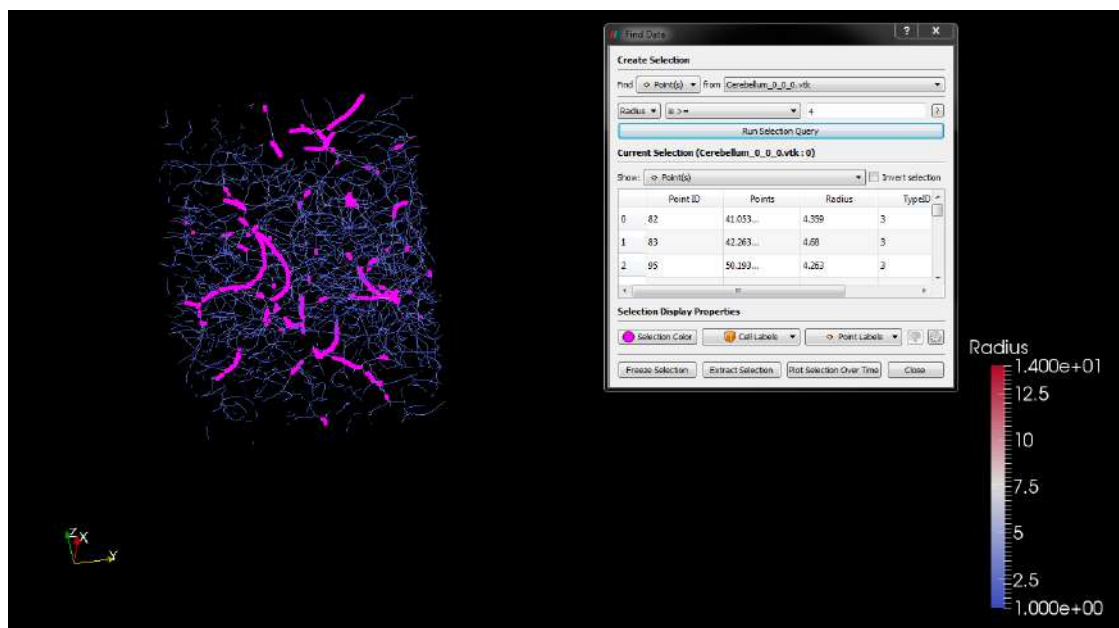 Find Data
Create Selection
Find Point(s) from Cerebellum_0_0_0.vtk
Radius is >= 4 ?
Run Selection Query
Current Selection (Cerebellum_0_0_0.vtk : 0)
Show: Point(s) Invert selection
Point ID Points Radius TypeID
0 82 41.053... 4.359 3
1 83 42.263... 4.68 3
2 95 50.193... 4.263 3
Selection Display Properties
Selection Color Cell Labels Point Labels
Freeze Selection Extract Selection Plot Selection Over Time Close
Radius
1.400e+01
12.5
10
7.5
5
2.5
1.000e+00
Z X Y